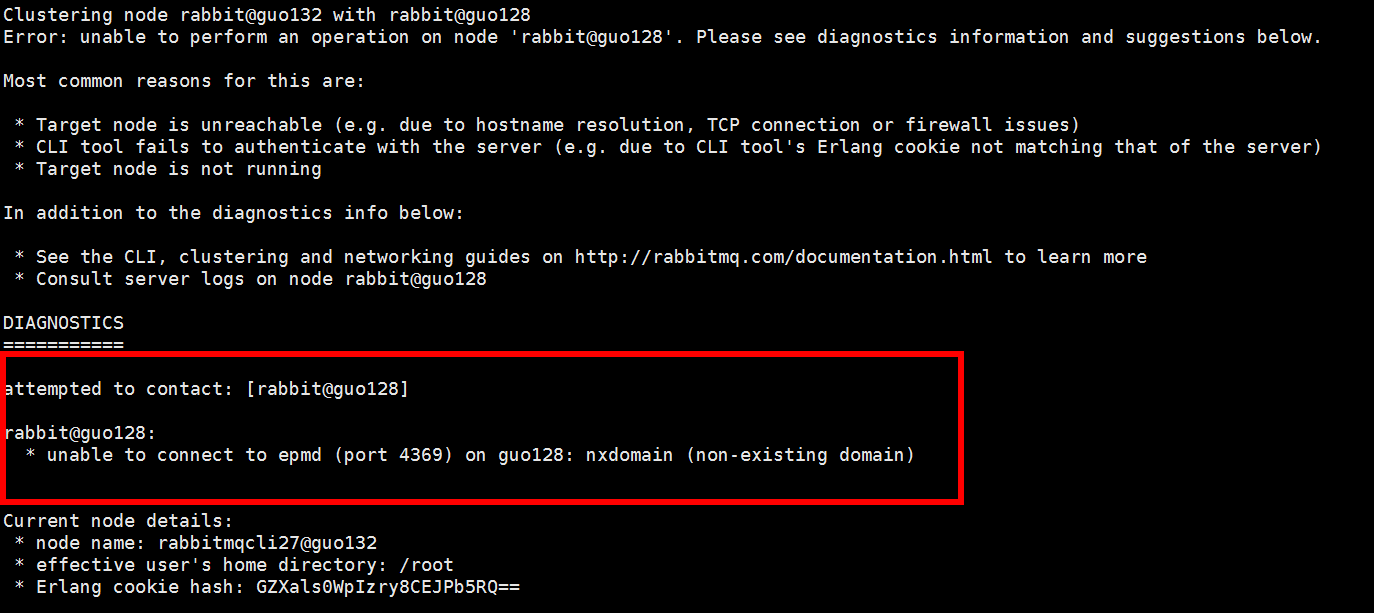 Clustering node rabbit@guo132 with rabbit@guo128
Error: unable to perform an operation on node 'rabbit@guo128'. Please see diagnostics information and suggestions below.
Most common reasons for this are:
* Target node is unreachable (e.g. due to hostname resolution, TCP connection or firewall issues)
* CLI tool fails to authenticate with the server (e.g. due to CLI tool's Erlang cookie not matching that of the server)
* Target node is not running
In addition to the diagnostics info below:
* See the CLI, clustering and networking guides on http://rabbitmq.com/documentation.html to learn more
* Consult server logs on node rabbit@guo128
DIAGNOSTICS
===========
attempted to contact: [rabbit@guo128]
rabbit@guo128:
* unable to connect to epmd (port 4369) on guo128: nxdomain (non-existing domain)
Current node details:
* node name: rabbitmqcli27@guo132
* effective user's home directory: /root
* Erlang cookie hash: GZXals0WpIzry8CEJPb5RQ==